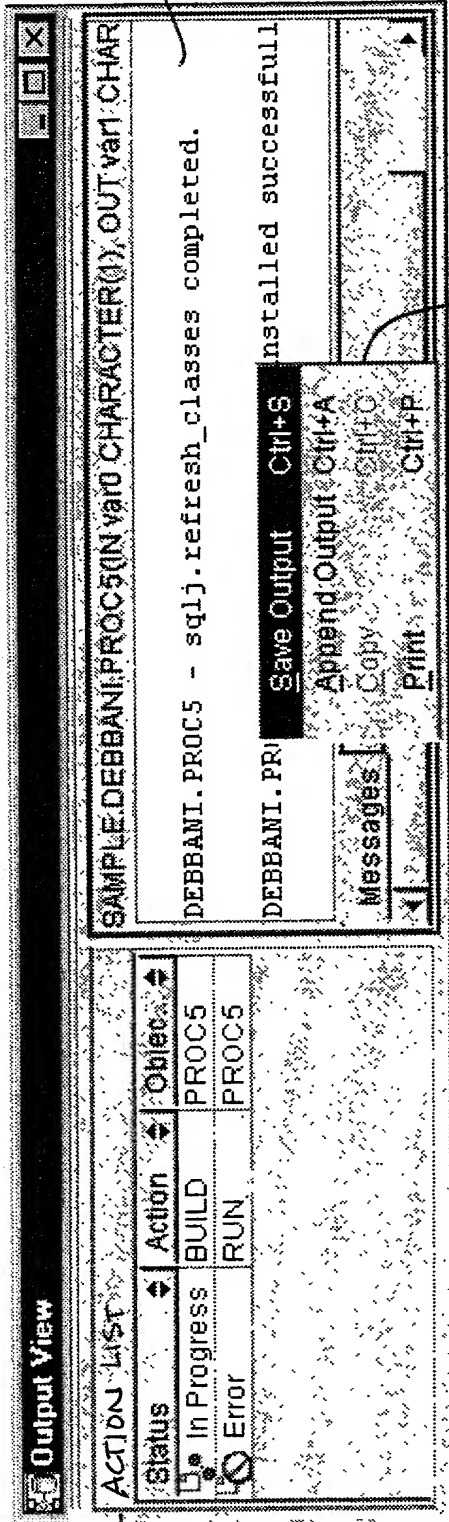 Output View
ACTION LIST
Status Action Objec
In Progress BUILD PROC5
Error RUN PROC5
SAMPLE.DEBBANI.PROC5(IN var0 CHARACTER(1), OUT var1 CHAR
DEBBANI.PROC5 - sqlj.refresh_classes completed.
DEBBANI.PR nstalled successfull
Messages
Save Output Ctrl+S
Append Output Ctrl+A
Copy Ctrl+C
Print Ctrl+P